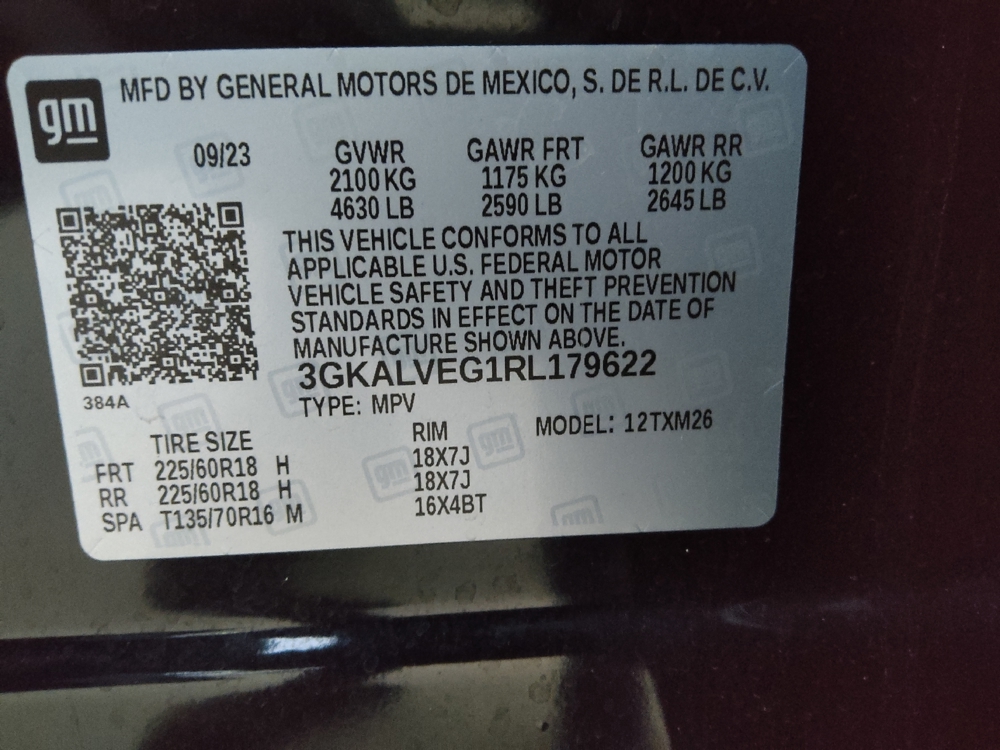 gm
MFD BY GENERAL MOTORS DE MEXICO, S. DE R.L. DE C.V.
09/23 GVWR GAWR FRT GAWR RR
2100 KG 1175 KG 1200 KG
4630 LB 2590 LB 2645 LB
THIS VEHICLE CONFORMS TO ALL
APPLICABLE U.S. FEDERAL MOTOR
VEHICLE SAFETY AND THEFT PREVENTION
STANDARDS IN EFFECT ON THE DATE OF
MANUFACTURE SHOWN ABOVE.
3GKALVEG1RL179622
384A
TYPE: MPV
TIRE SIZE RIM MODEL: 12TXM26
FRT 225/60R18 H 18X7J
RR 225/60R18 H 18X7J
SPA T135/70R16 M 16X4BT